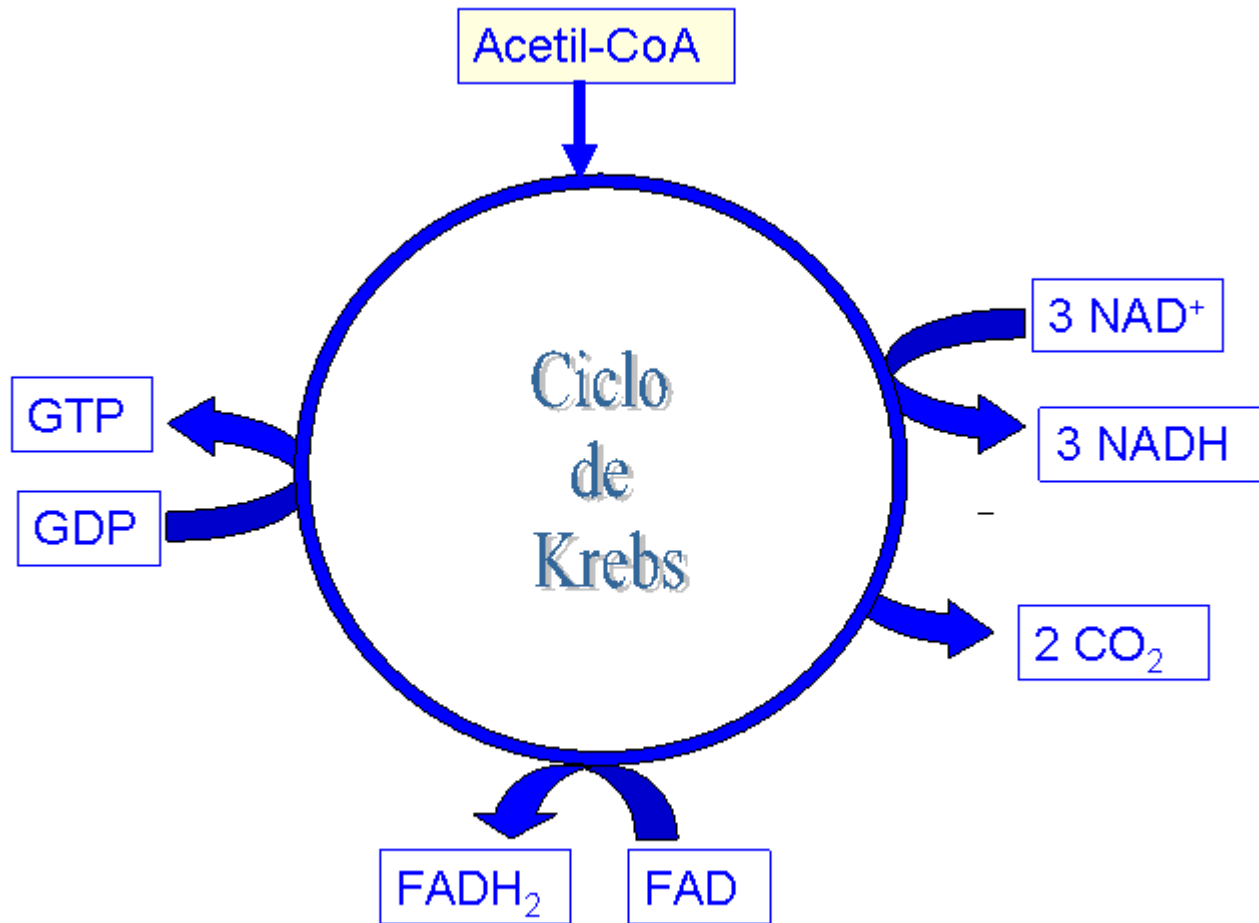 Acetil-CoA
3 NAD⁺
Ciclo
de
Krebs
GTP
3 NADH
GDP
2 CO₂
FADH₂
FAD